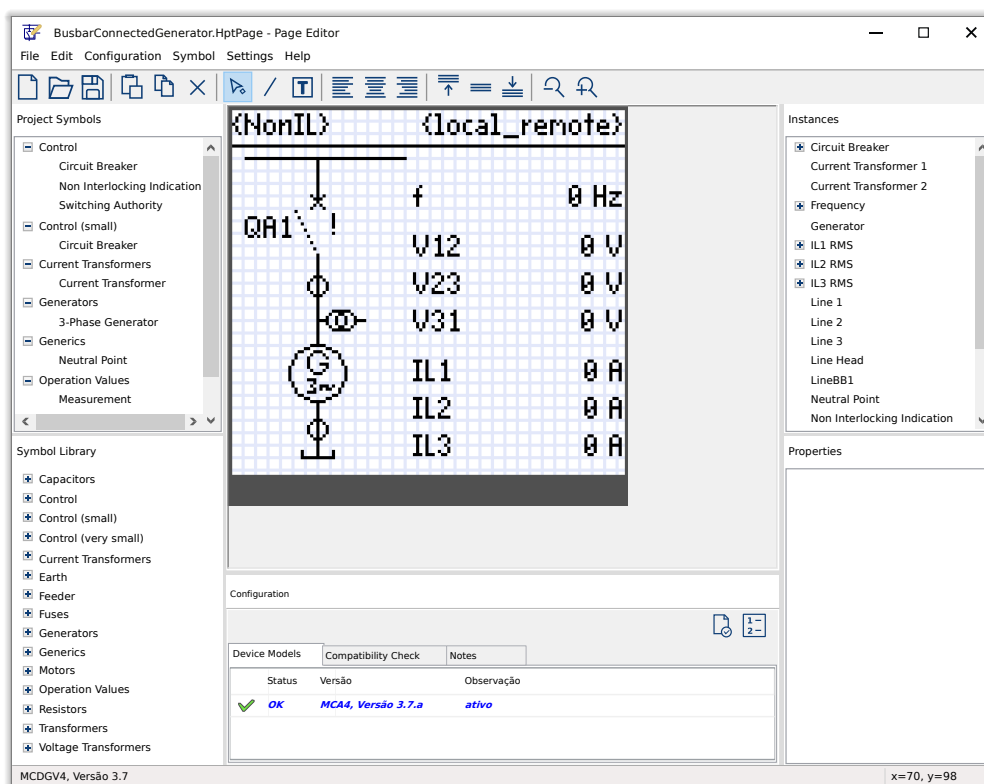 BusbarConnectedGenerator.HptPage - Page Editor
File Edit Configuration Symbol Settings Help
T
Project Symbols
Control
Circuit Breaker
Non Interlocking Indication
Switching Authority
Control (small)
Circuit Breaker
Current Transformers
Current Transformer
Generators
3-Phase Generator
Generics
Neutral Point
Operation Values
Measurement
Symbol Library
Capacitors
Control
Control (small)
Control (very small)
Current Transformers
Earth
Feeder
Fuses
Generators
Generics
Motors
Operation Values
Resistors
Transformers
Voltage Transformers
{NonIL} {local_remote}
f 0 Hz
QA1 !
V12 0 V
V23 0 V
V31 0 V
G
3~
IL1 0 A
IL2 0 A
IL3 0 A
Configuration
1-
2-
Device Models Compatibility Check Notes
Status Versão Observação
OK MCA4, Versão 3.7.a ativo
Instances
Circuit Breaker
Current Transformer 1
Current Transformer 2
Frequency
Generator
IL1 RMS
IL2 RMS
IL3 RMS
Line 1
Line 2
Line 3
Line Head
LineBB1
Neutral Point
Non Interlocking Indication
Properties
MCDGV4, Versão 3.7 x=70, y=98